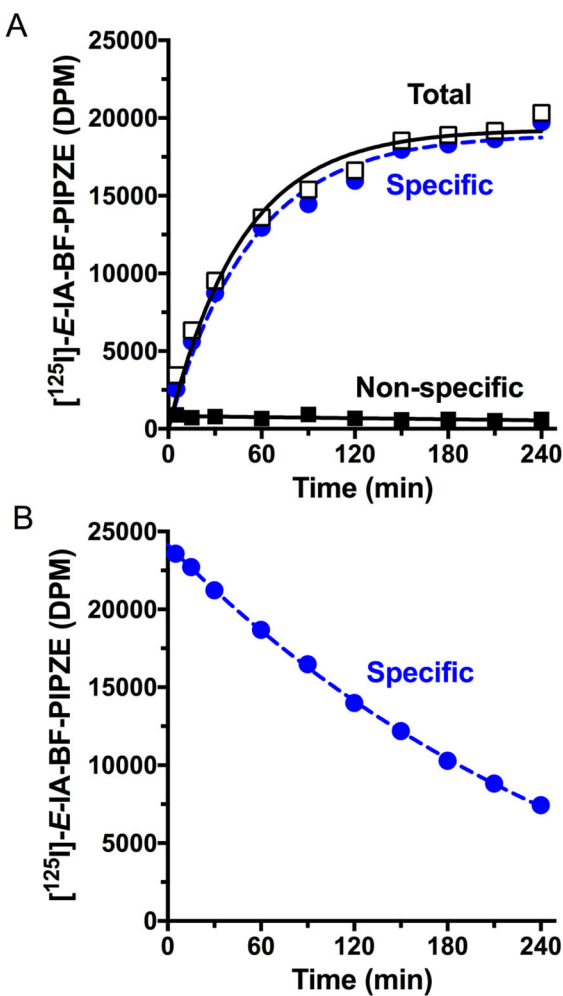 A
[¹²⁵I]-E-IA-BF-PIPZE (DPM)
25000
20000
15000
10000
5000
0
Total
Specific
Non-specific
0 60 120 180 240
Time (min)
B
[¹²⁵I]-E-IA-BF-PIPZE (DPM)
25000
20000
15000
10000
5000
0
Specific
0 60 120 180 240
Time (min)